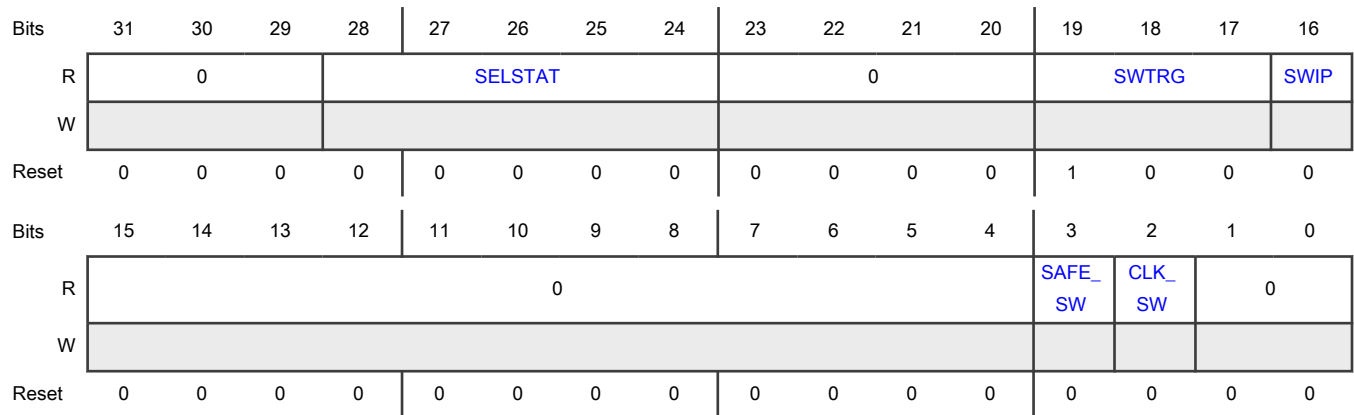 Bits 31 30 29 28 27 26 25 24 23 22 21 20 19 18 17 16
R 0 SELSTAT 0 SWTRG SWIP
W
Reset 0 0 0 0 0 0 0 0 0 0 0 0 1 0 0 0
Bits 15 14 13 12 11 10 9 8 7 6 5 4 3 2 1 0
R 0 SAFE_ CLK_ 0
SW SW
W
Reset 0 0 0 0 0 0 0 0 0 0 0 0 0 0 0 0